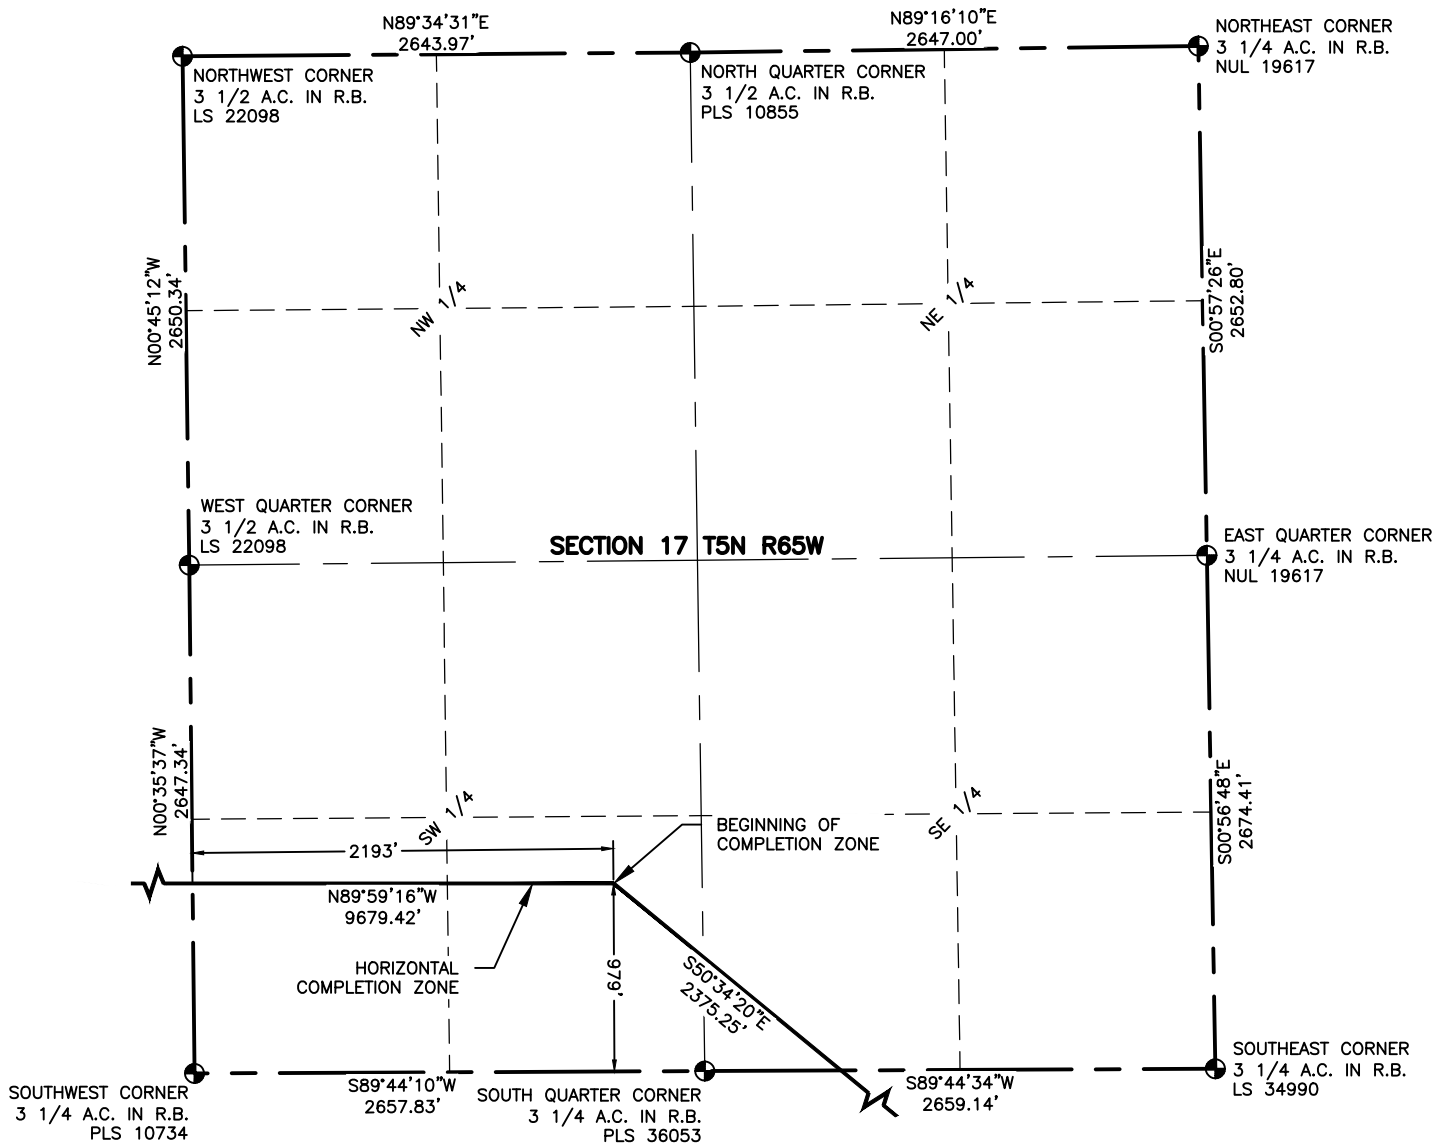 N89°34'31"E
2643.97'
N89°16'10"E
2647.00'
NORTHEAST CORNER
3 1/4 A.C. IN R.B.
NUL 19617
NORTHWEST CORNER
3 1/2 A.C. IN R.B.
LS 22098
NORTH QUARTER CORNER
3 1/2 A.C. IN R.B.
PLS 10855
N00°45'12"W
2650.34'
NW 1/4
NE 1/4
S00°57'26"E
2652.80'
WEST QUARTER CORNER
3 1/2 A.C. IN R.B.
LS 22098
SECTION 17 T5N R65W
EAST QUARTER CORNER
3 1/4 A.C. IN R.B.
NUL 19617
N00°35'37"W
2647.34'
SW 1/4
SE 1/4
S00°56'48"E
2674.41'
BEGINNING OF
COMPLETION ZONE
2193'
N89°59'16"W
9679.42'
HORIZONTAL
COMPLETION ZONE
979'
S50°34'20"E
2375.25'
SOUTHWEST CORNER
3 1/4 A.C. IN R.B.
PLS 10734
S89°44'10"W
2657.83'
SOUTH QUARTER CORNER
3 1/4 A.C. IN R.B.
PLS 36053
S89°44'34"W
2659.14'
SOUTHEAST CORNER
3 1/4 A.C. IN R.B.
LS 34990